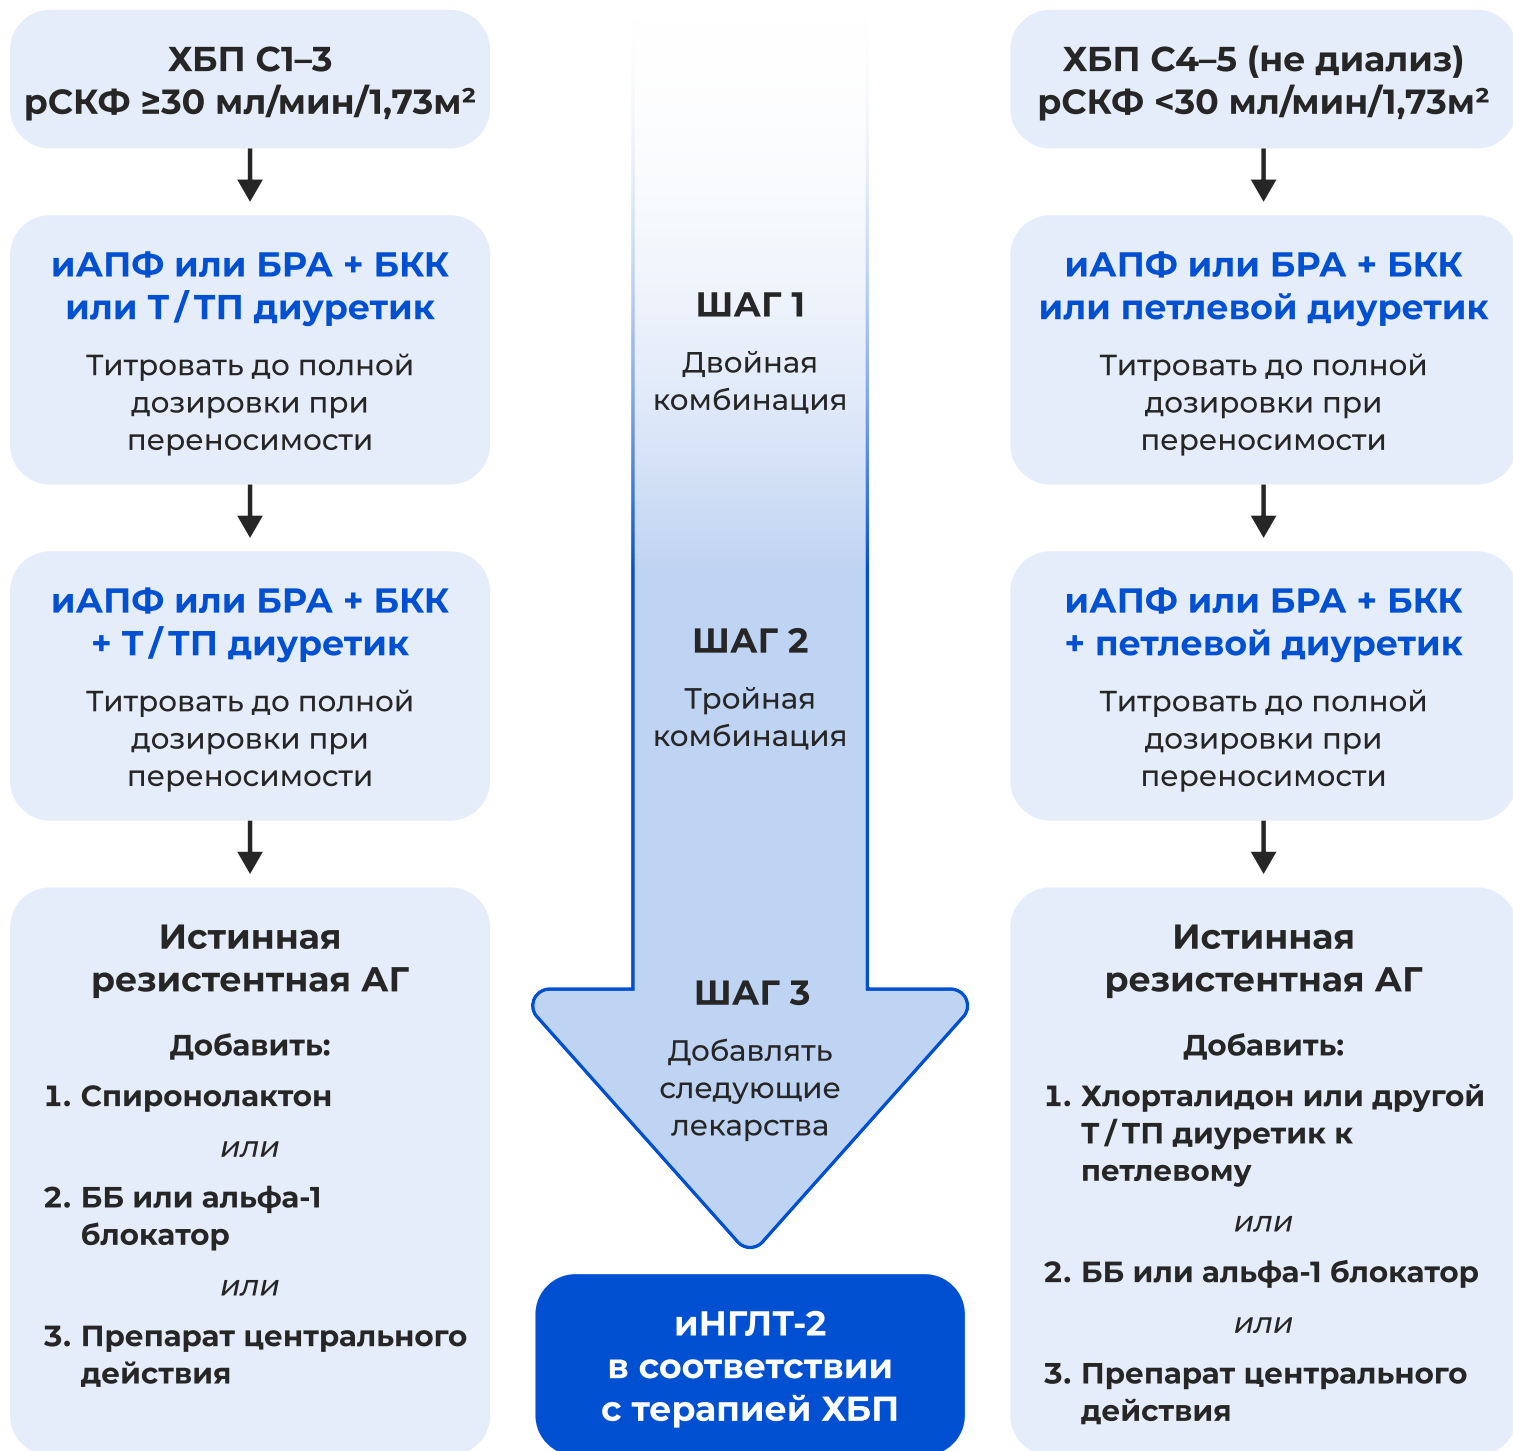 ХБП С1–3
рСКФ ≥30 мл/мин/1,73м²
иАПФ или БРА + БКК
или Т/ТП диуретик
Титровать до полной
дозировки при
переносимости
иАПФ или БРА + БКК
+ Т/ТП диуретик
Титровать до полной
дозировки при
переносимости
Истинная
резистентная АГ
Добавить:
1. Спиронолактон
или
2. ББ или альфа-1
блокатор
или
3. Препарат центрального
действия
ШАГ 1
Двойная
комбинация
ШАГ 2
Тройная
комбинация
ШАГ 3
Добавлять
следующие
лекарства
иНГЛТ-2
в соответствии
с терапией ХБП
ХБП С4–5 (не диализ)
рСКФ <30 мл/мин/1,73м²
иАПФ или БРА + БКК
или петлевой диуретик
Титровать до полной
дозировки при
переносимости
иАПФ или БРА + БКК
+ петлевой диуретик
Титровать до полной
дозировки при
переносимости
Истинная
резистентная АГ
Добавить:
1. Хлорталидон или другой
Т/ТП диуретик к
петлевому
или
2. ББ или альфа-1 блокатор
или
3. Препарат центрального
действия